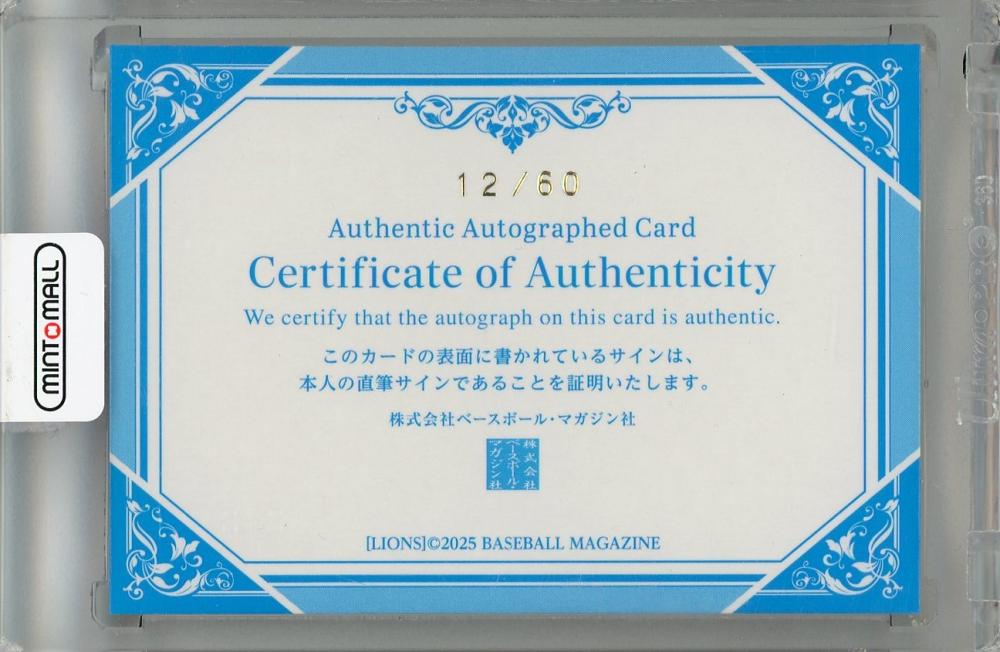 12/60
Authentic Autographed Card
Certificate of Authenticity
We certify that the autograph on this card is authentic.
このカードの表面に書かれているサインは、
本人の直筆サインであることを証明いたします。
株式会社ベースボール・マガジン社
株式会社
ベースボール・
マガジン社
[LIONS]©2025 BASEBALL MAGAZINE
MINTOMALL